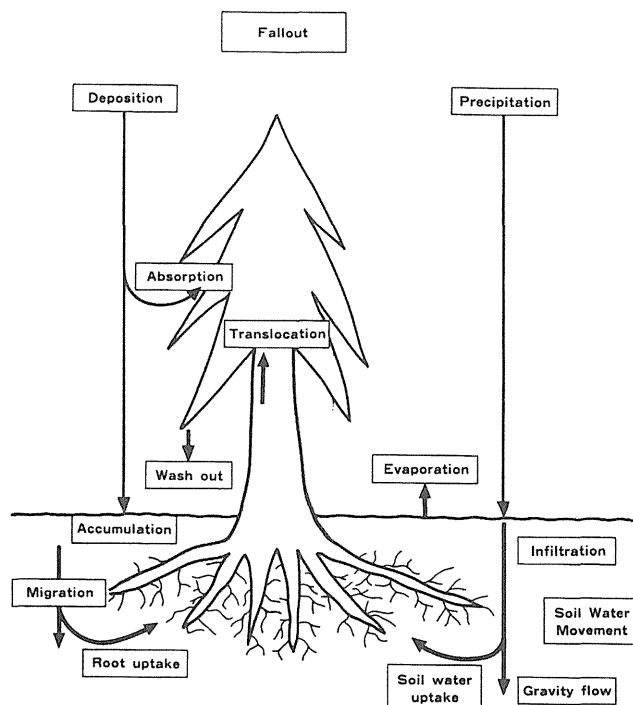 Fallout
Deposition
Precipitation
Absorption
Translocation
Wash out
Evaporation
Accumulation
Infiltration
Migration
Soil Water
Movement
Root uptake
Soil water
uptake
Gravity flow